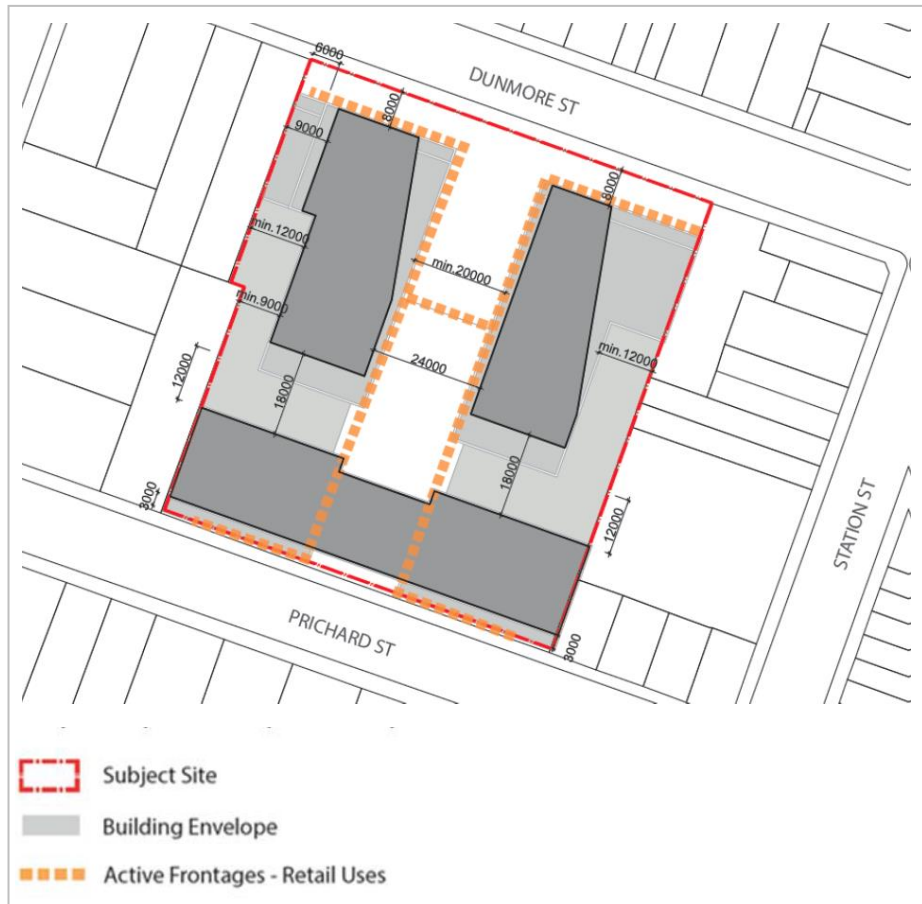 6000
DUNMORE ST
8000
9000
8000
min.12000
min.20000
min.9000
24000
min.12000
12000
18000
18000
3000
12000
STATION ST
PRICHARD ST
3000
Subject Site
Building Envelope
Active Frontages - Retail Uses